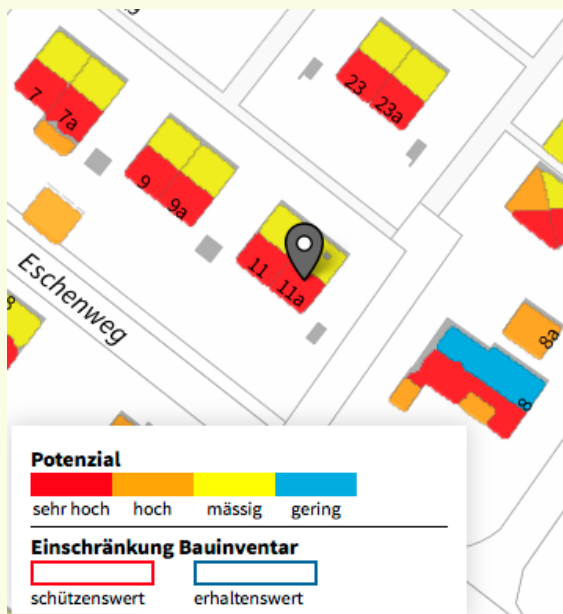 7
7a
23
23a
9
9a
11
11a
Eschenweg
8a
8
Potenzial
sehr hoch hoch mässig gering
Einschränkung Bauinventar
schützenswert erhaltenswert